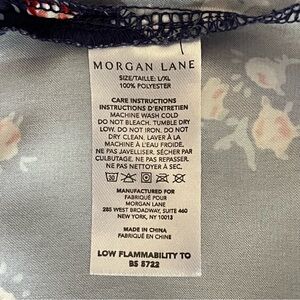 MORGAN LANE
SIZE/TAILLE: L/XL
100% POLYESTER
CARE INSTRUCTIONS
INSTRUCTIONS D'ENTRETIEN
MACHINE WASH COLD
DO NOT BLEACH. TUMBLE DRY
LOW. DO NOT IRON. DO NOT
DRY CLEAN. LAVER À LA
MACHINE À L'EAU FROIDE.
NE PAS JAVELLISER. SÉCHER PAR
CULBUTAGE. NE PAS REPASSER.
NE PAS NETTOYER À SEC.
MANUFACTURED FOR
FABRIQUÉ POUR
MORGAN LANE
285 WEST BROADWAY, SUITE 460
NEW YORK, NY 10013
MADE IN CHINA
FABRIQUÉ EN CHINE
LOW FLAMMABILITY TO
BS 5722